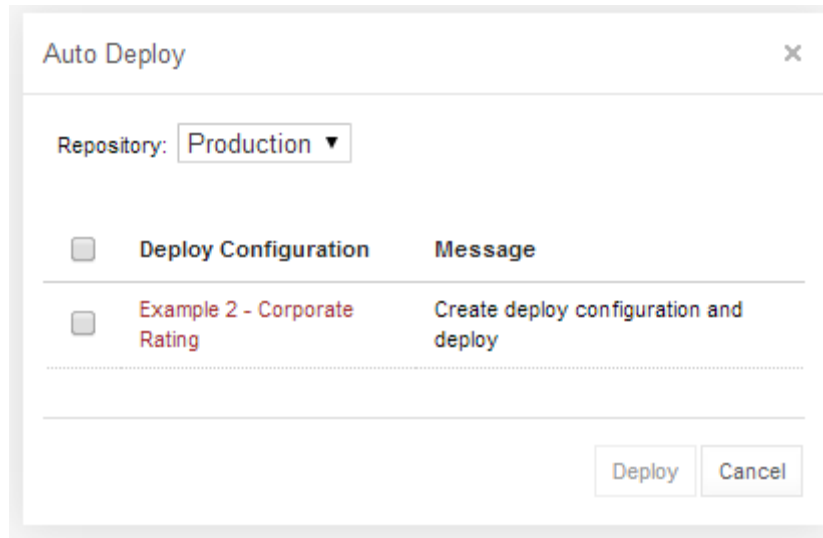 Auto Deploy
Repository: Production
Deploy Configuration Message
Example 2 - Corporate Create deploy configuration and
Rating deploy
Deploy Cancel